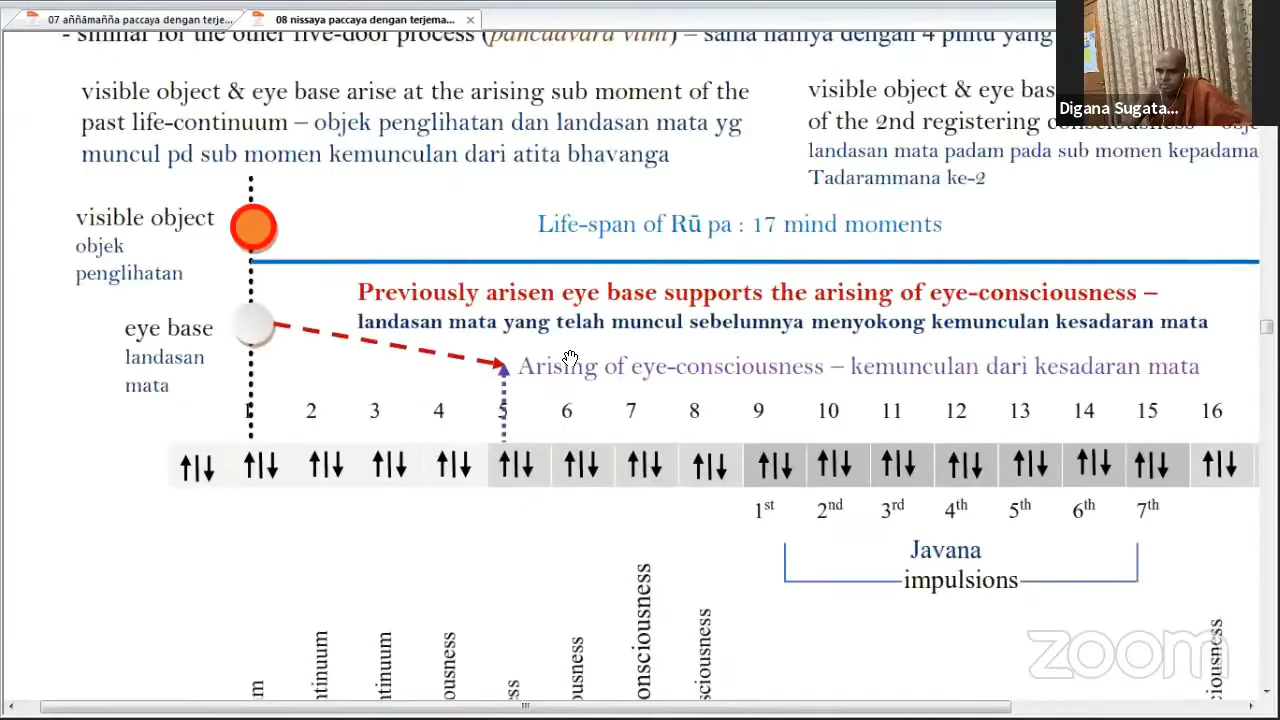 07 aññāmañña paccaya dengan terje...
08 nissaya paccaya dengan terjema...
- similar for the other five-door process (pañcadvāra vīthi) – sama halnya dengan 4 pintu yang
visible object & eye base arise at the arising sub moment of the
past life-continuum – objek penglihatan dan landasan mata yg
muncul pd sub momen kemunculan dari atita bhavanga
visible object & eye bas
of the 2nd registering consciousness
landasan mata padam pada sub momen kepadama
Tadarammana ke-2
Digana Sugata...
visible object
objek
penglihatan
Life-span of Rū pa : 17 mind moments
Previously arisen eye base supports the arising of eye-consciousness –
landasan mata yang telah muncul sebelumnya menyokong kemunculan kesadaran mata
eye base
landasan
mata
Arising of eye-consciousness – kemunculan dari kesadaran mata
1 2 3 4 5 6 7 8 9 10 11 12 13 14 15 16
1st 2nd 3rd 4th 5th 6th 7th
Javana
impulsions
m
ntinuum
ntinuum
ousness
ss
ousness
onsciousness
sciousness
iousness
zoom